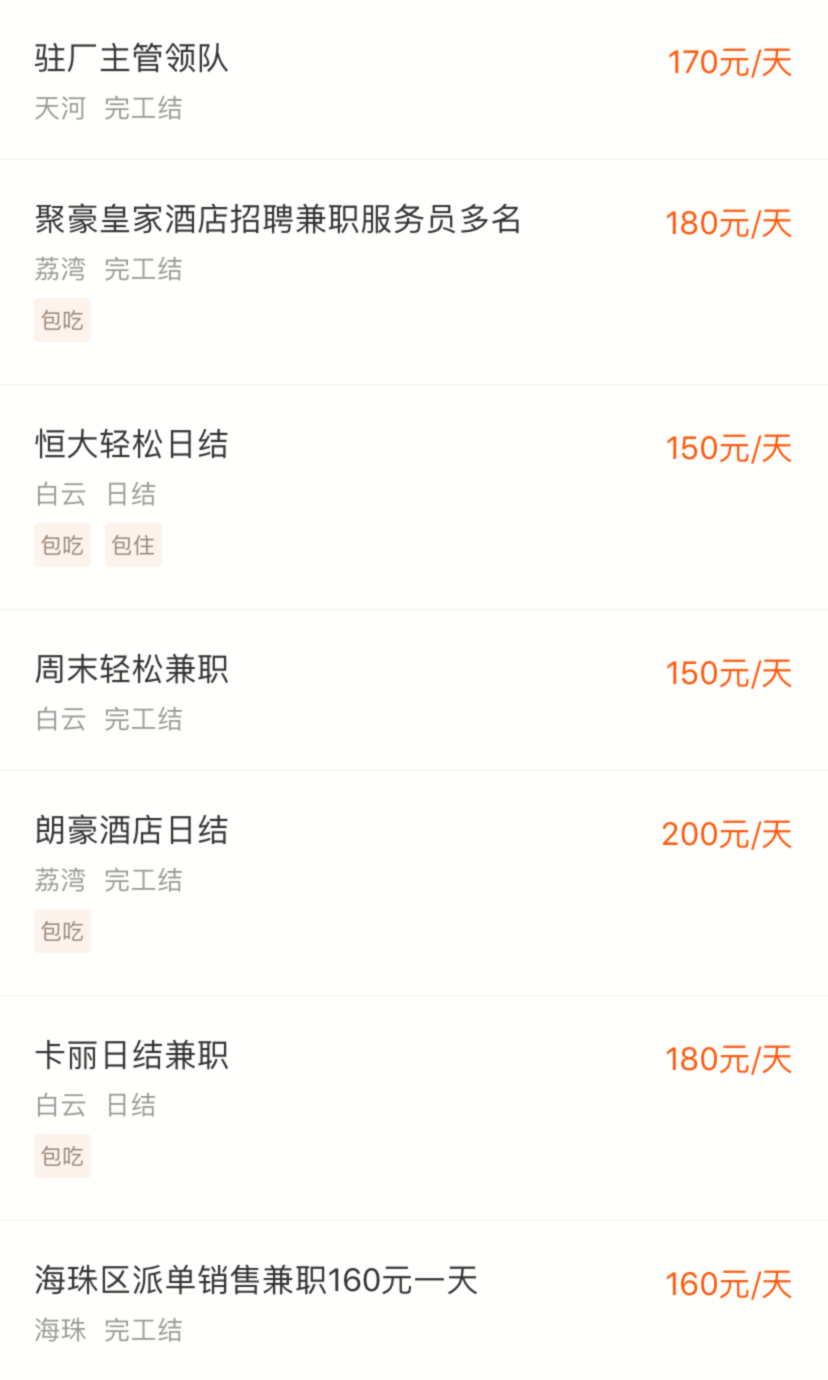 驻厂主管领队 170元/天
天河 完工结
聚豪皇家酒店招聘兼职服务员多名 180元/天
荔湾 完工结
包吃
恒大轻松日结 150元/天
白云 日结
包吃 包住
周末轻松兼职 150元/天
白云 完工结
朗豪酒店日结 200元/天
荔湾 完工结
包吃
卡丽日结兼职 180元/天
白云 日结
包吃
海珠区派单销售兼职160元一天 160元/天
海珠 完工结